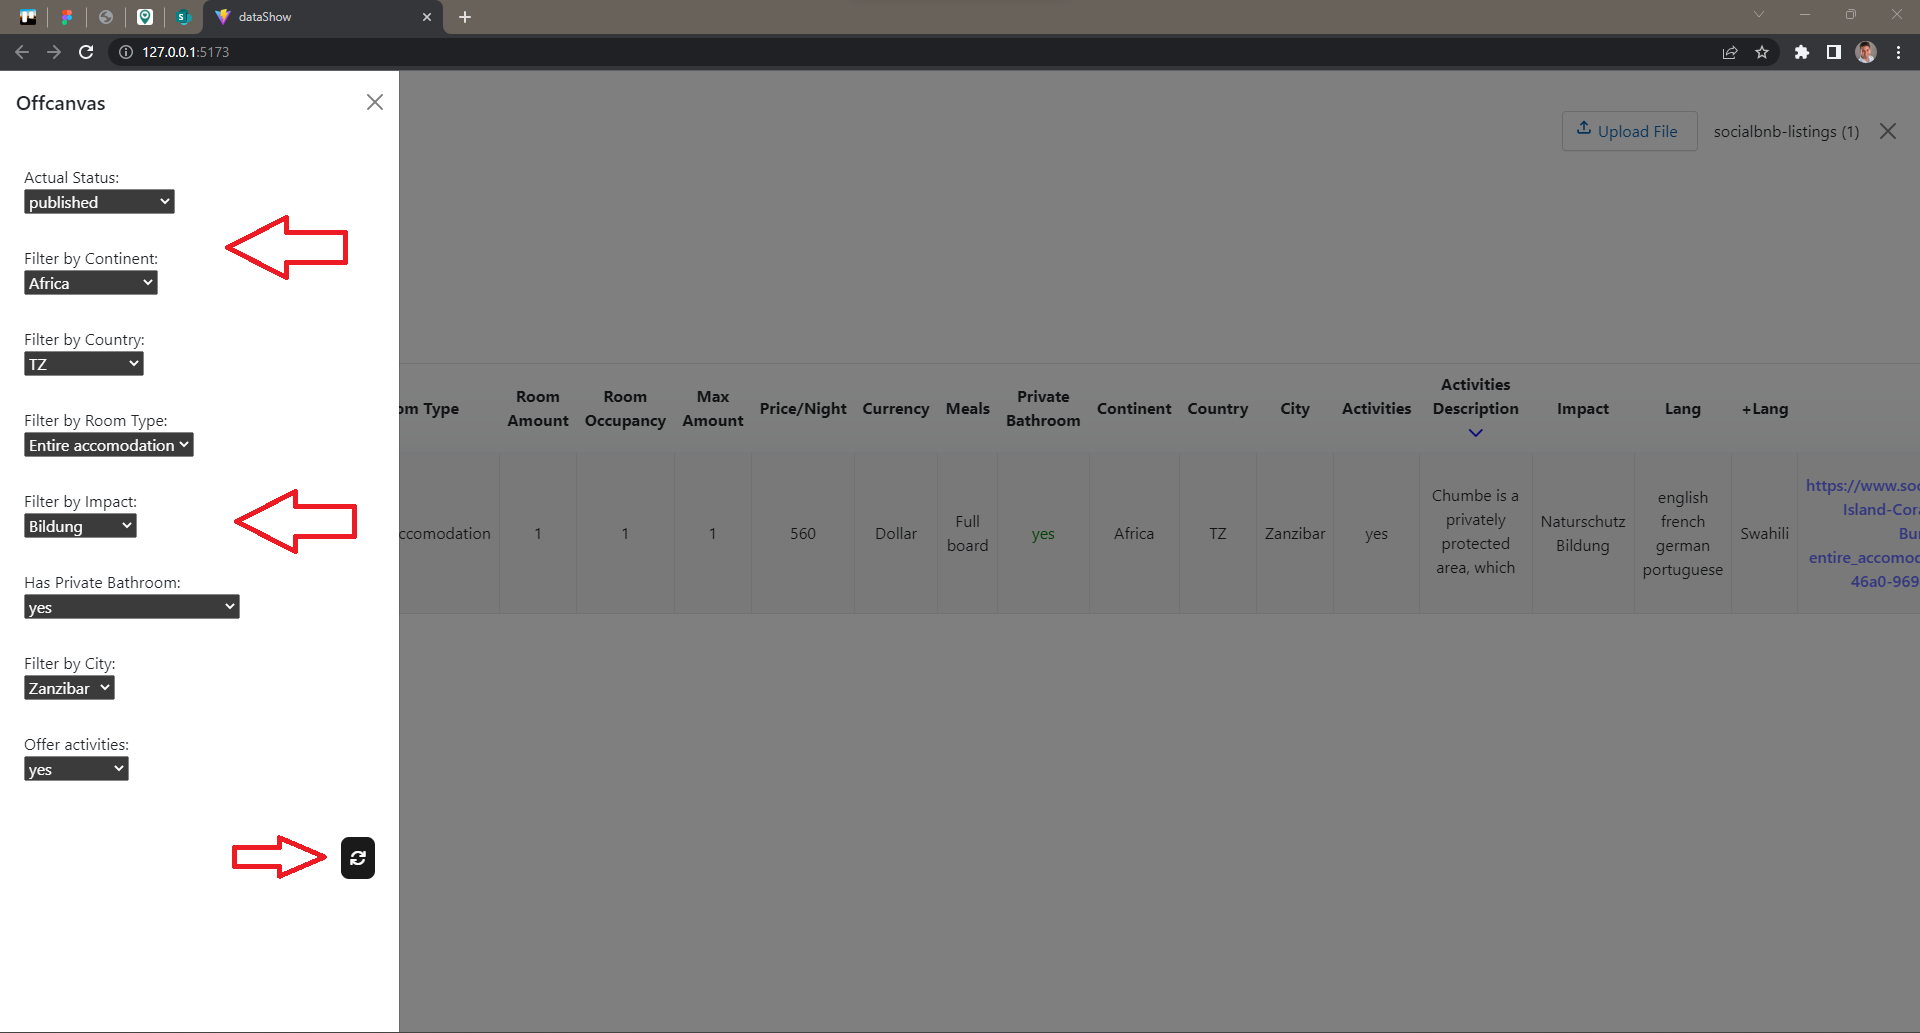 dataShow
127.0.0.1:5173
Offcanvas
Upload File
socialbnb-listings (1)
Actual Status:
published
Filter by Continent:
Africa
Filter by Country:
TZ
Filter by Room Type:
Entire accomodation
Filter by Impact:
Bildung
Has Private Bathroom:
yes
Filter by City:
Zanzibar
Offer activities:
yes
om Type
Room
Amount
Room
Occupancy
Max
Amount
Price/Night
Currency
Meals
Private
Bathroom
Continent
Country
City
Activities
Activities
Description
Impact
Lang
+Lang
ccomodation
1
1
1
560
Dollar
Full
board
yes
Africa
TZ
Zanzibar
yes
Chumbe is a
privately
protected
area, which
Naturschutz
Bildung
english
french
german
portuguese
Swahili
https://www.soc
Island-Cora
Bun
entire_accomod
46a0-969